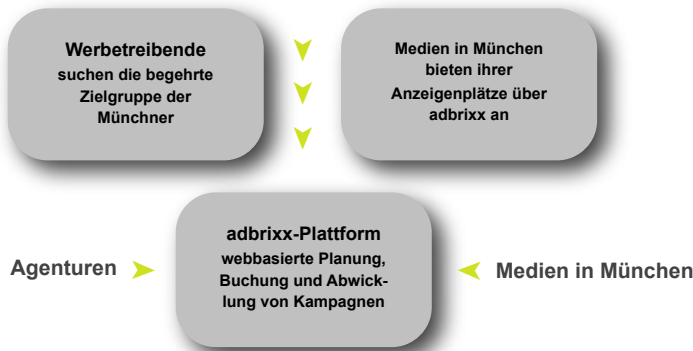 Werbetreibende
suchen die begehrte
Zielgruppe der
Münchner
Medien in München
bieten ihrer
Anzeigenplätze über
adbrixx an
adbrixx-Plattform
webbasierte Planung,
Buchung und Abwick-
lung von Kampagnen
Agenturen
Medien in München